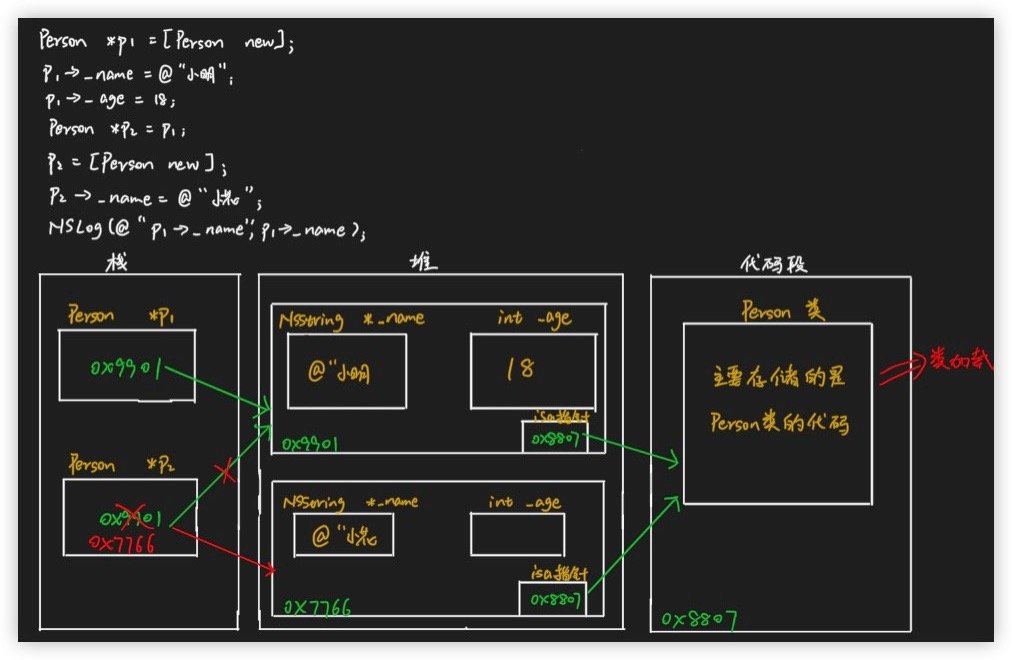 Person *p1 = [Person new];
p1->_name = @"小明";
p1->_age = 18;
Person *P2 = p1;
P2 = [Person new];
P2->_name = @"小花";
NSLog(@"p1->_name", p1->_name);
栈
堆
代码段
Person *P1
0x9901
Person *P2
0x9901
0x7766
NSString *_name
@"小明
int _age
18
isa指针
0x8807
0x9901
NSString *_name
@"小花
int _age
isa指针
0x8807
0x7766
Person 类
主要存储的是
Person类的代码
0x8807
类加载